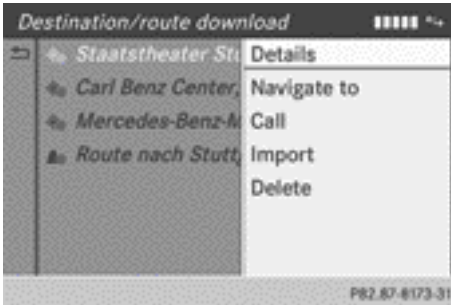 Destination/route download
Staatstheater Stu
Details
Carl Benz Center,
Navigate to
Mercedes-Benz-M
Call
Route nach Stutt
Import
Delete
P82.87-8173-31